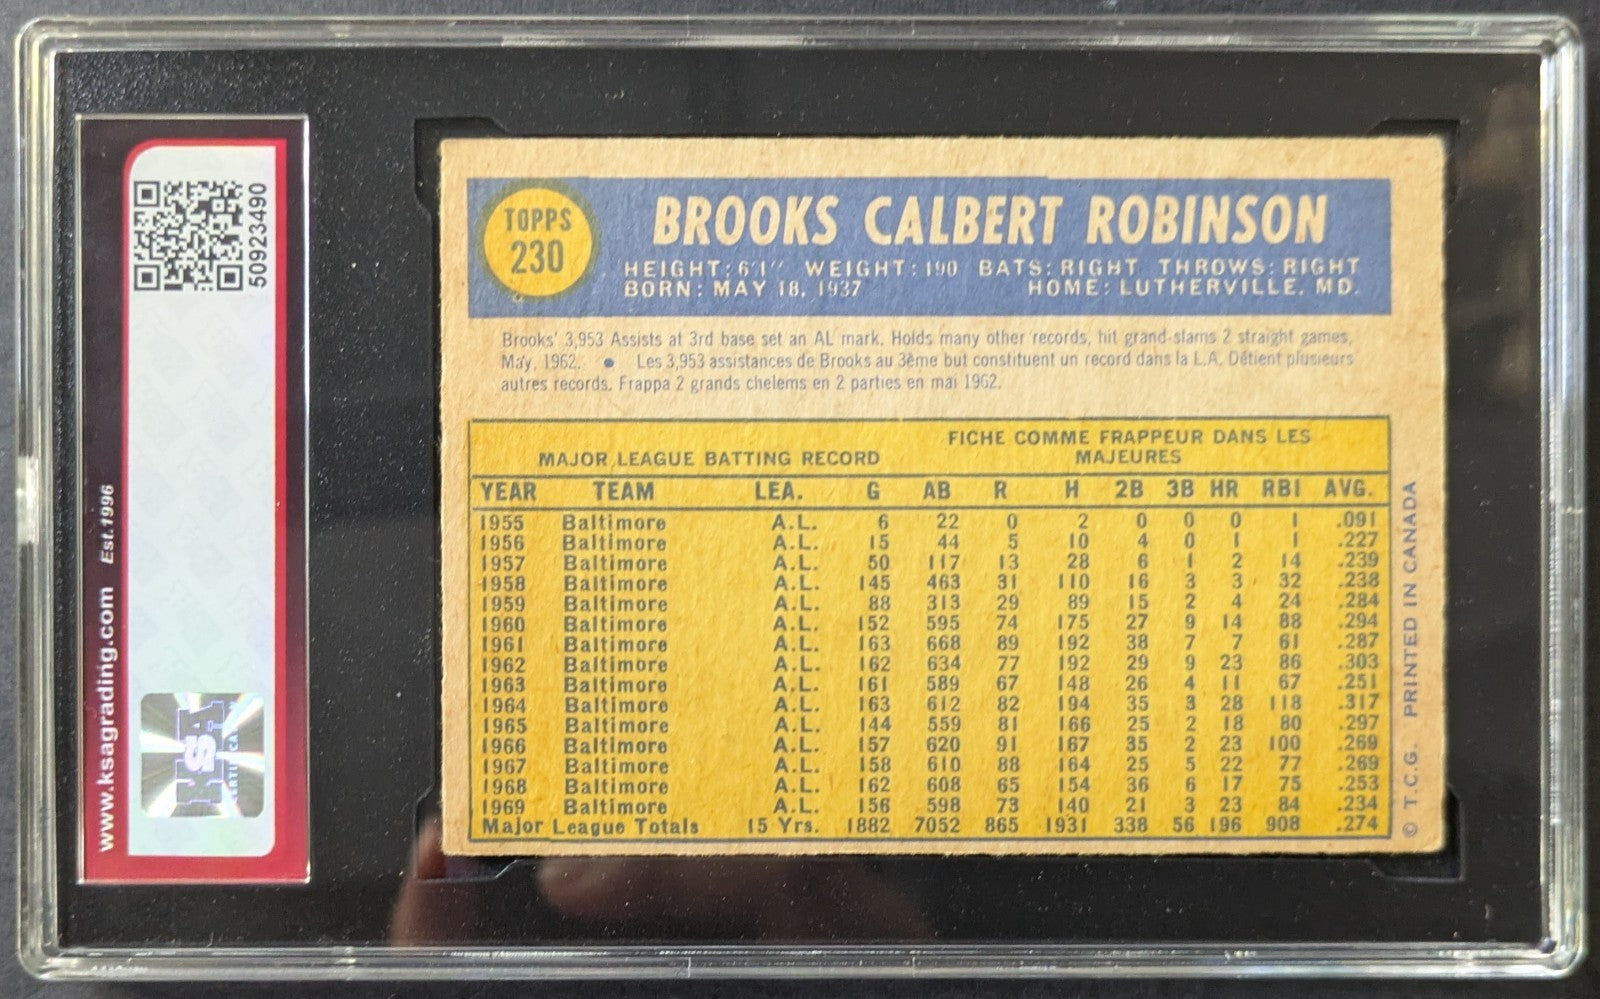 50923490
www.ksagrading.com Est.1996
KSA
TOPPS
230
BROOKS CALBERT ROBINSON
HEIGHT: 6'1" WEIGHT: 190 BATS: RIGHT THROWS: RIGHT
BORN: MAY 18, 1937 HOME: LUTHERVILLE, MD.
Brooks' 3,953 Assists at 3rd base set an AL mark. Holds many other records, hit grand-slams 2 straight games,
May, 1962. • Les 3,953 assistances de Brooks au 3ème but constituent un record dans la L.A. Détient plusieurs
autres records. Frappa 2 grands chelems en 2 parties en mai 1962.
MAJOR LEAGUE BATTING RECORD
FICHE COMME FRAPPEUR DANS LES
MAJEURES
YEAR TEAM LEA. G AB R H 2B 3B HR RBI AVG.
1955 Baltimore A.L. 6 22 0 2 0 0 0 1 .091
1956 Baltimore A.L. 15 44 5 10 4 0 1 1 .227
1957 Baltimore A.L. 50 117 13 28 6 1 2 14 .239
1958 Baltimore A.L. 145 463 31 110 16 3 3 32 .238
1959 Baltimore A.L. 88 313 29 89 15 2 4 24 .284
1960 Baltimore A.L. 152 595 74 175 27 9 14 88 .294
1961 Baltimore A.L. 163 668 89 192 38 7 7 61 .287
1962 Baltimore A.L. 162 634 77 192 29 9 23 86 .303
1963 Baltimore A.L. 161 589 67 148 26 4 11 67 .251
1964 Baltimore A.L. 163 612 82 194 35 3 28 118 .317
1965 Baltimore A.L. 144 559 81 166 25 2 18 80 .297
1966 Baltimore A.L. 157 620 91 167 35 2 23 100 .269
1967 Baltimore A.L. 158 610 88 164 25 5 22 77 .269
1968 Baltimore A.L. 162 608 65 154 36 6 17 75 .253
1969 Baltimore A.L. 156 598 73 140 21 3 23 84 .234
Major League Totals 15 Yrs. 1882 7052 865 1931 338 56 196 908 .274
© T.C.G. PRINTED IN CANADA